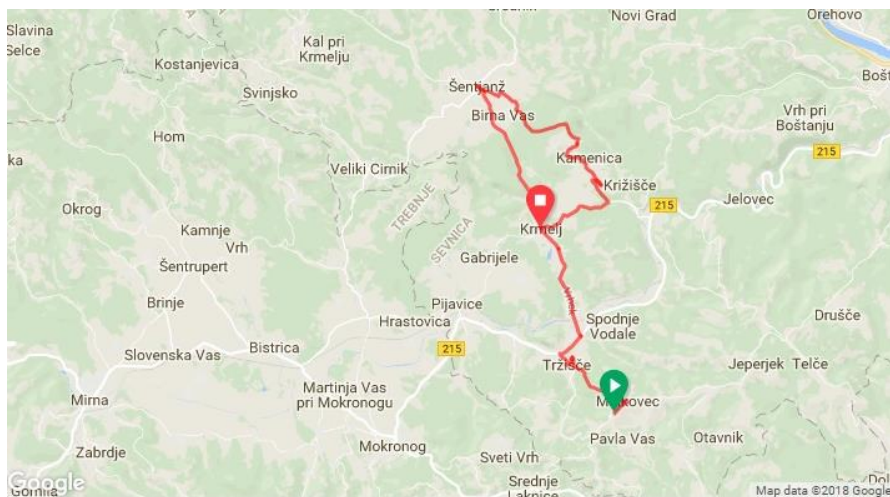 Novi Grad
Orehovo
Slavina
Selce
Kal pri
Krmelju
Kostanjevica
Svinjsko
Šentjanž
Birna Vas
Bošt
Vrh pri
Boštanju
Hom
Kamenica
215
Veliki Cirnik
Križišče
215
Jelovec
Okrog
TREBNJE
SEVNICA
Kamnje
Vrh
Krmelj
Šentrupert
Gabrijele
Brinje
Pijavice
Hrastovica
Spodnje
Vodale
Drušče
Slovenska Vas
Bistrica
215
Tržišče
Jeperjek
Telče
Mirna
Martinja Vas
pri Mokronogu
Pavla Vas
Otavnik
Mokronog
Zabrdje
Sveti Vrh
Srednje
Laknice
Google
Gomila
Map data ©2018 Google